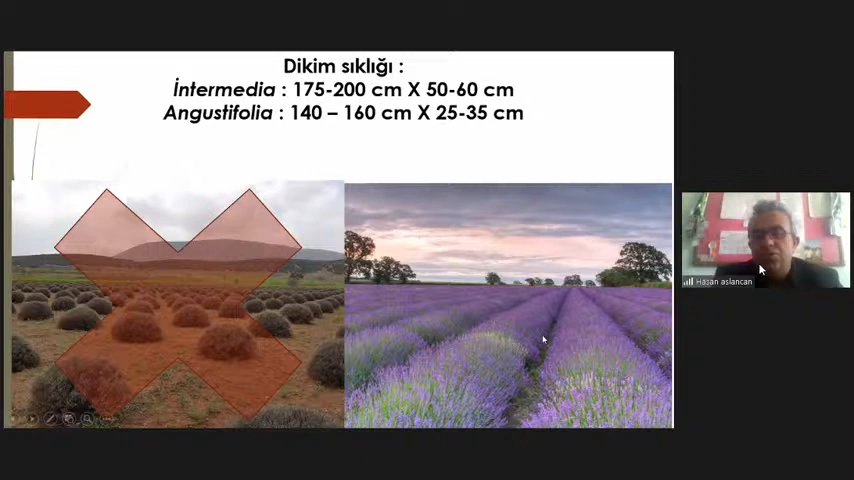 Dikim sıklığı :
İntermedia : 175-200 cm X 50-60 cm
Angustifolia : 140 – 160 cm X 25-35 cm
Hasan aslancan